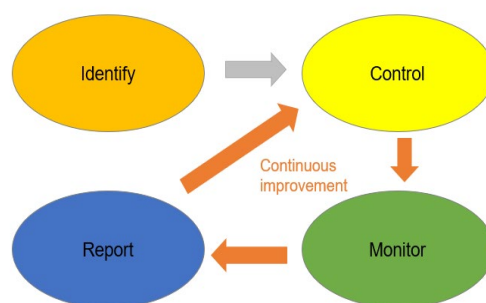 Identify
Control
Continuous
improvement
Report
Monitor